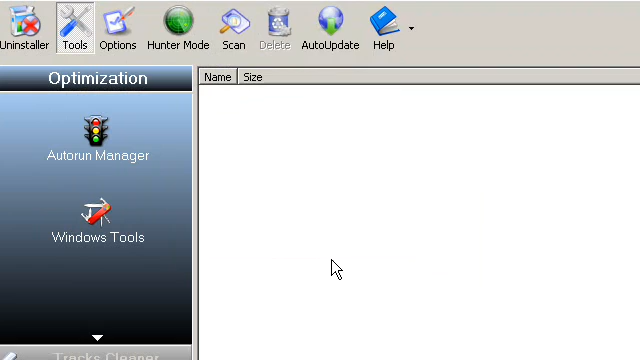 Uninstaller Tools Options Hunter Mode Scan Delete AutoUpdate Help
Optimization
Name Size
Autorun Manager
Windows Tools
Tracks Cleaner